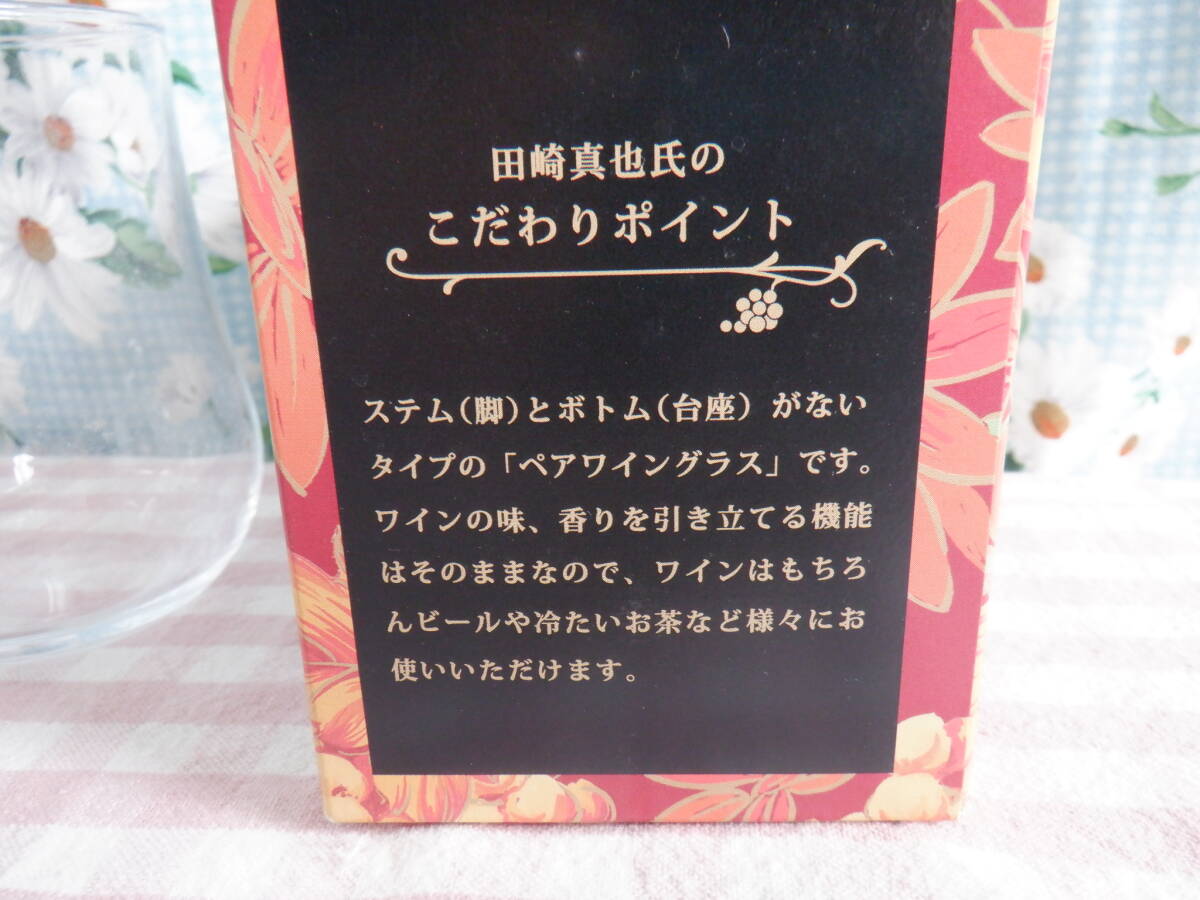 田崎真也氏の
こだわりポイント
ステム（脚）とボトム（台座）がない
タイプの「ペアワイングラス」です。
ワインの味、香りを引き立てる機能
はそのままなので、ワインはもちろ
んビールや冷たいお茶など様々にお
使いいただけます。